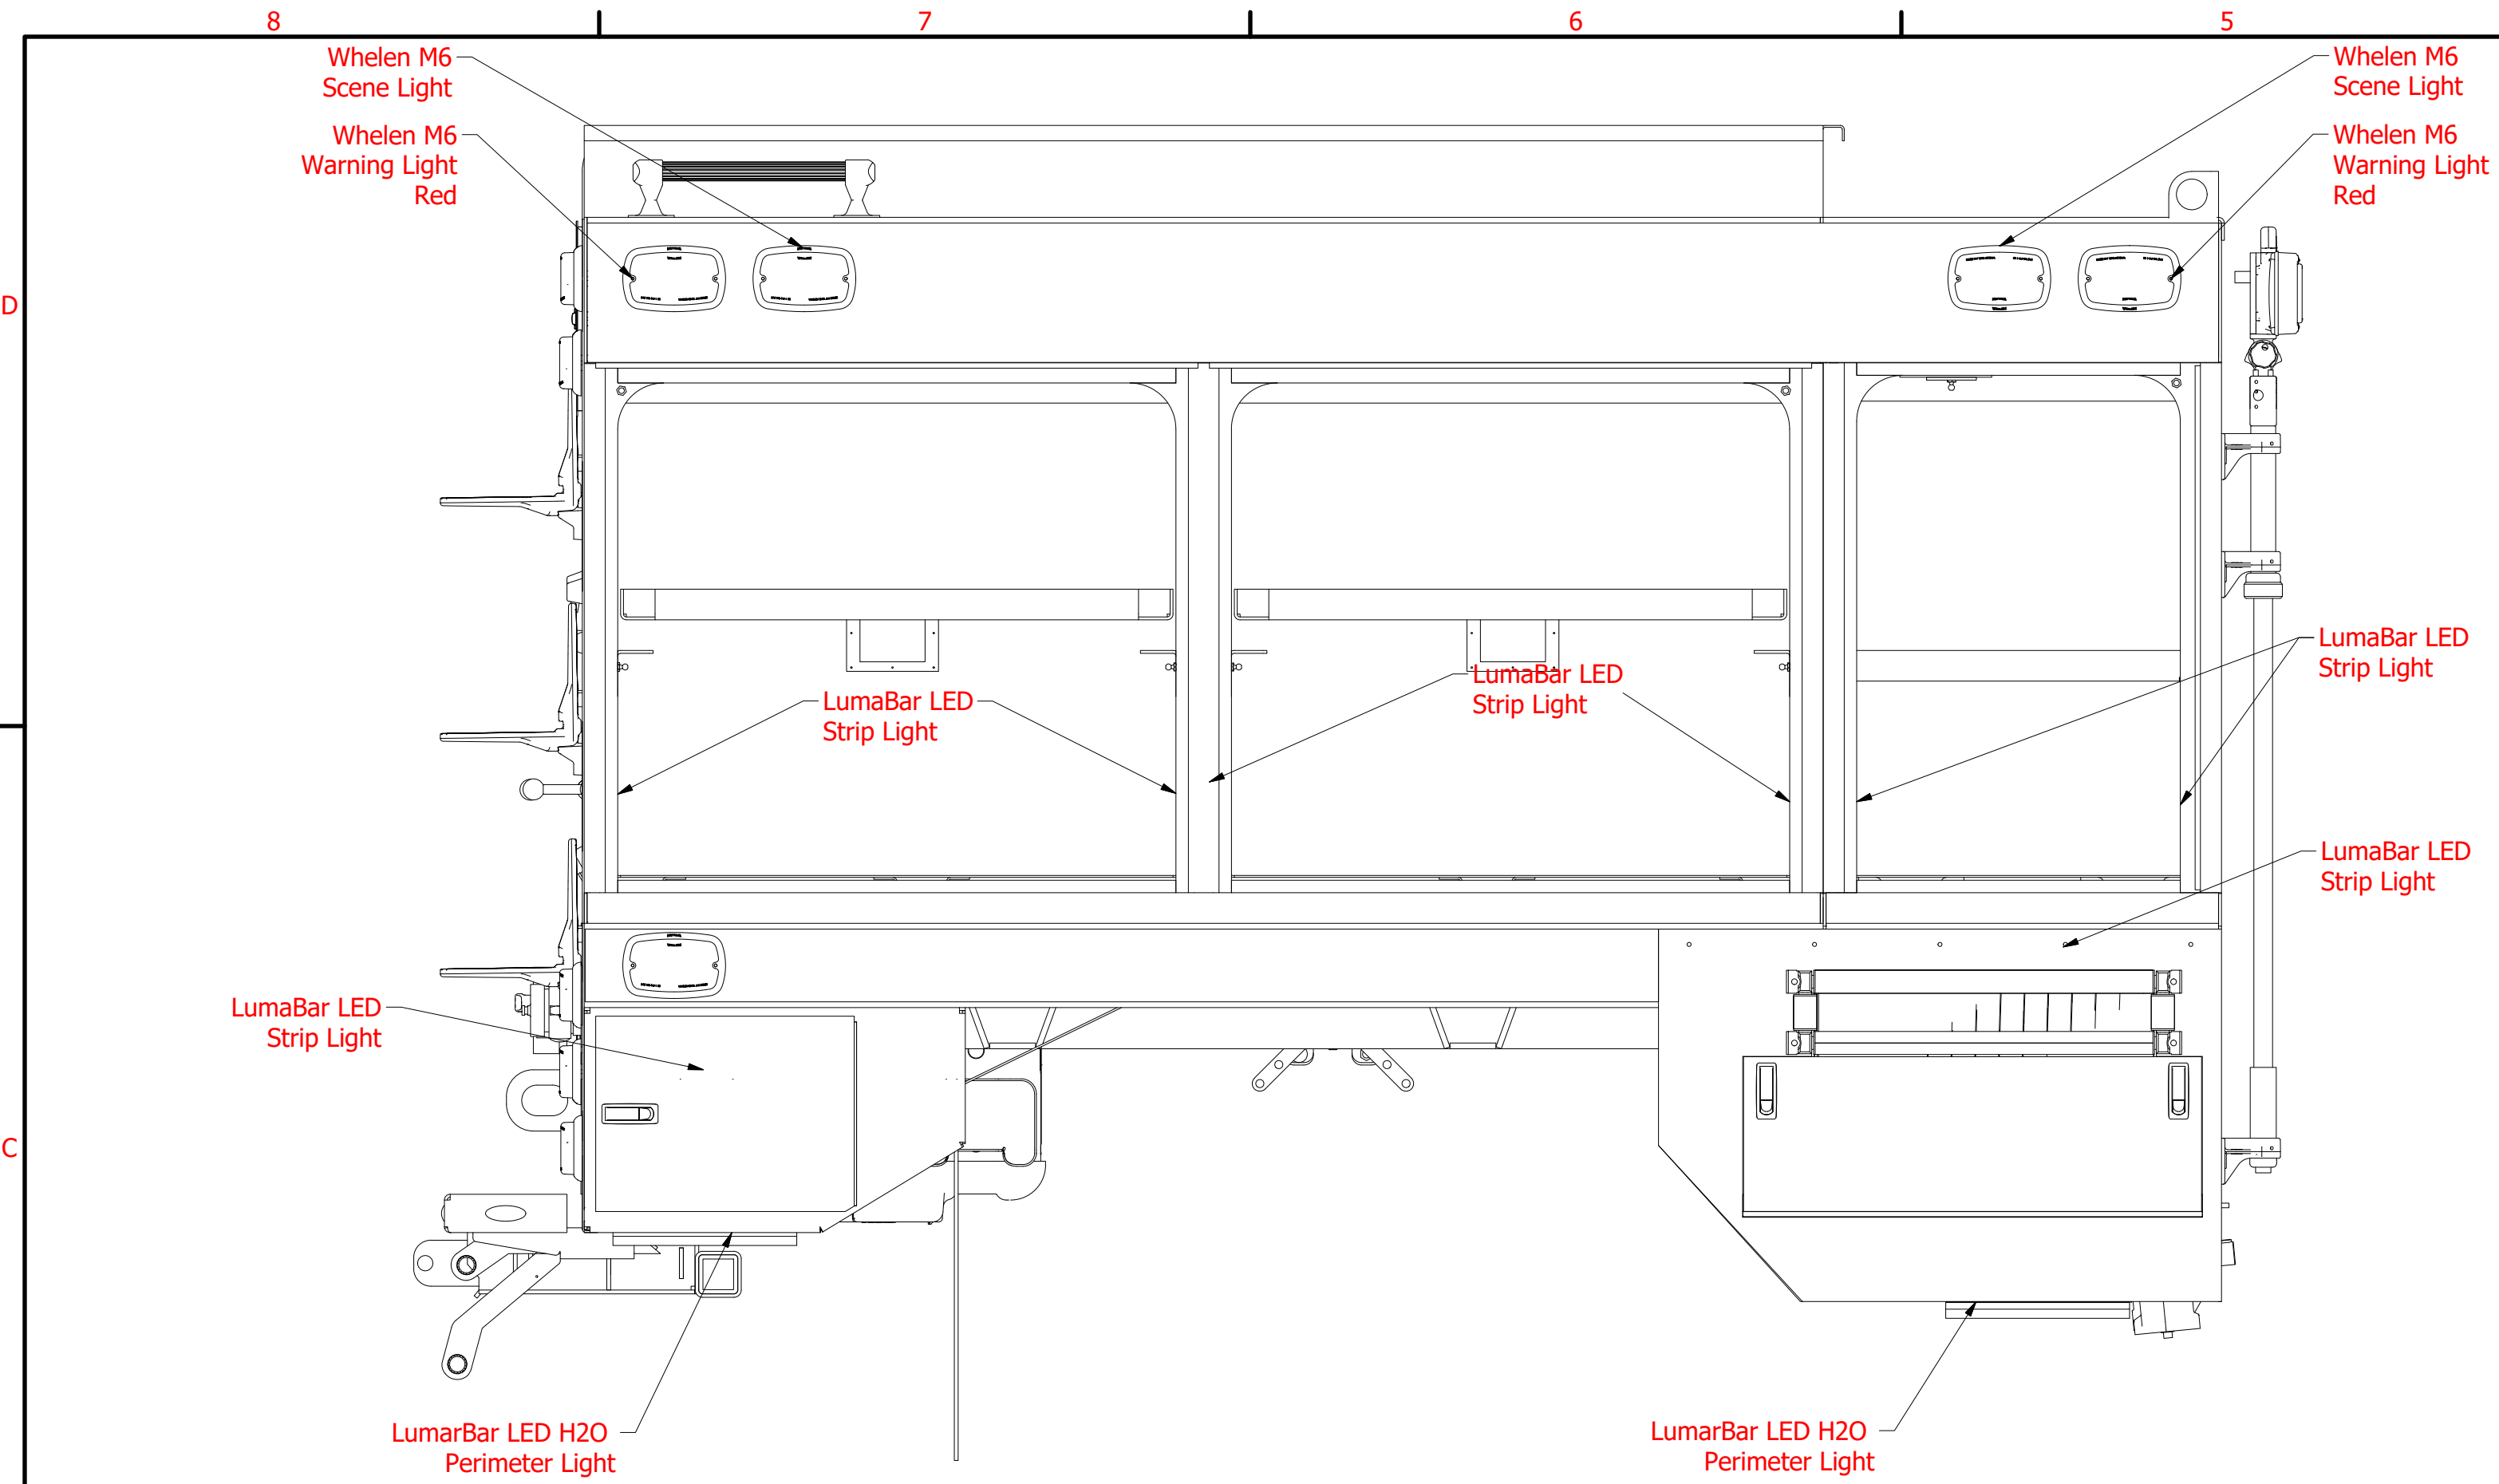 8
7
6
5
Whelen M6
Scene Light
Whelen M6
Scene Light
Whelen M6
Warning Light
Red
Whelen M6
Warning Light
Red
D
LumaBar LED
Strip Light
LumaBar LED
Strip Light
LumaBar LED
Strip Light
LumaBar LED
Strip Light
LumaBar LED
Strip Light
C
LumarBar LED H2O
Perimeter Light
LumarBar LED H2O
Perimeter Light